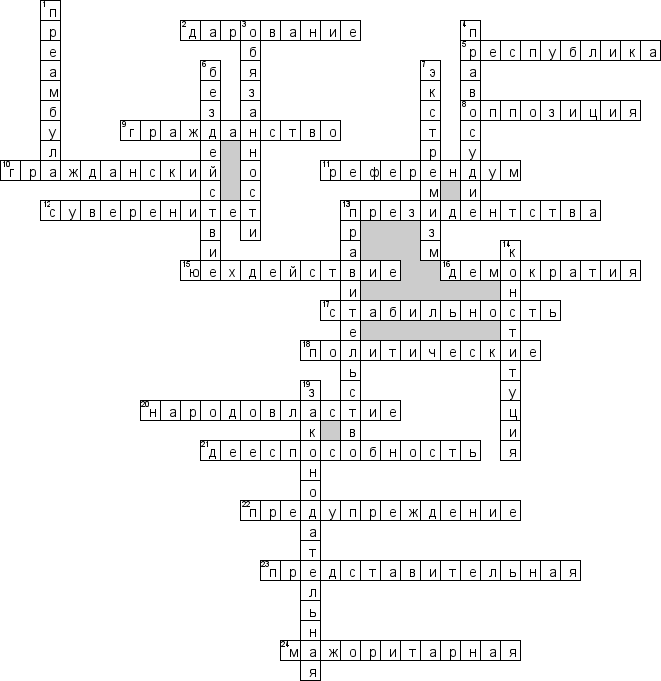 1 преамбула
2 дарование
3 обязанности
4 правосудие
5 республика
6 бездействие
7 экстремизм
8 оппозиция
9 гражданство
10 гражданский
11 референдум
12 суверенитет
13 президентства
13 правительство
14 конституция
15 юехдействие
16 демократия
17 стабильность
18 политические
19 законодательная
20 народовластие
21 дееспособность
22 предупреждение
23 представительная
24 мажоритарная